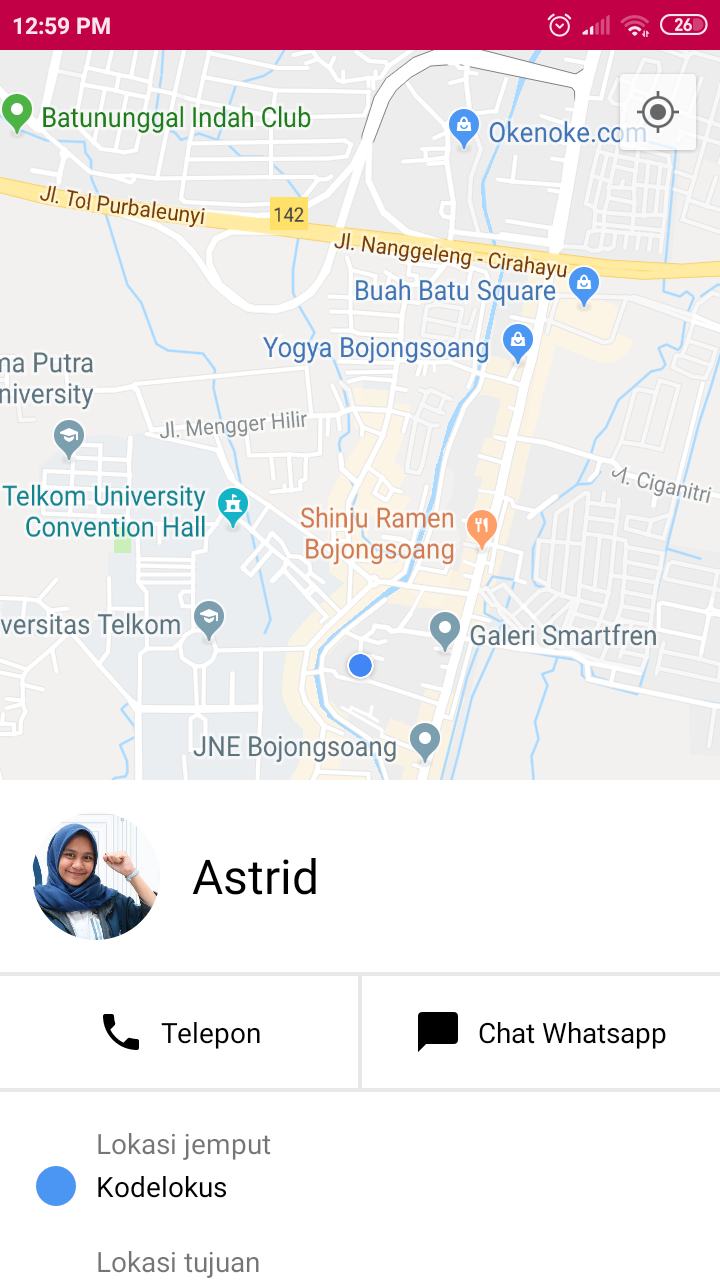 12:59 PM
26
Batununggal Indah Club
Okenoke.com
Jl. Tol Purbaleunyi
142
Jl. Nanggeleng - Cirahayu
Buah Batu Square
Yogya Bojongsoang
ma Putra
niversity
Jl. Mengger Hilir
Jl. Ciganitri
Telkom University
Convention Hall
Shinju Ramen
Bojongsoang
versitas Telkom
Galeri Smartfren
JNE Bojongsoang
Astrid
Telepon
Chat Whatsapp
Lokasi jemput
Kodelokus
Lokasi tujuan